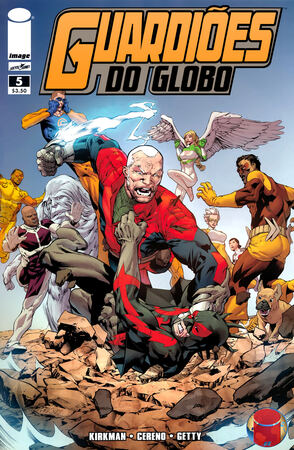 GUARDIÕES
DO GLOBO
image
5
$3.50
KIRKMAN • CERENO • GETTY